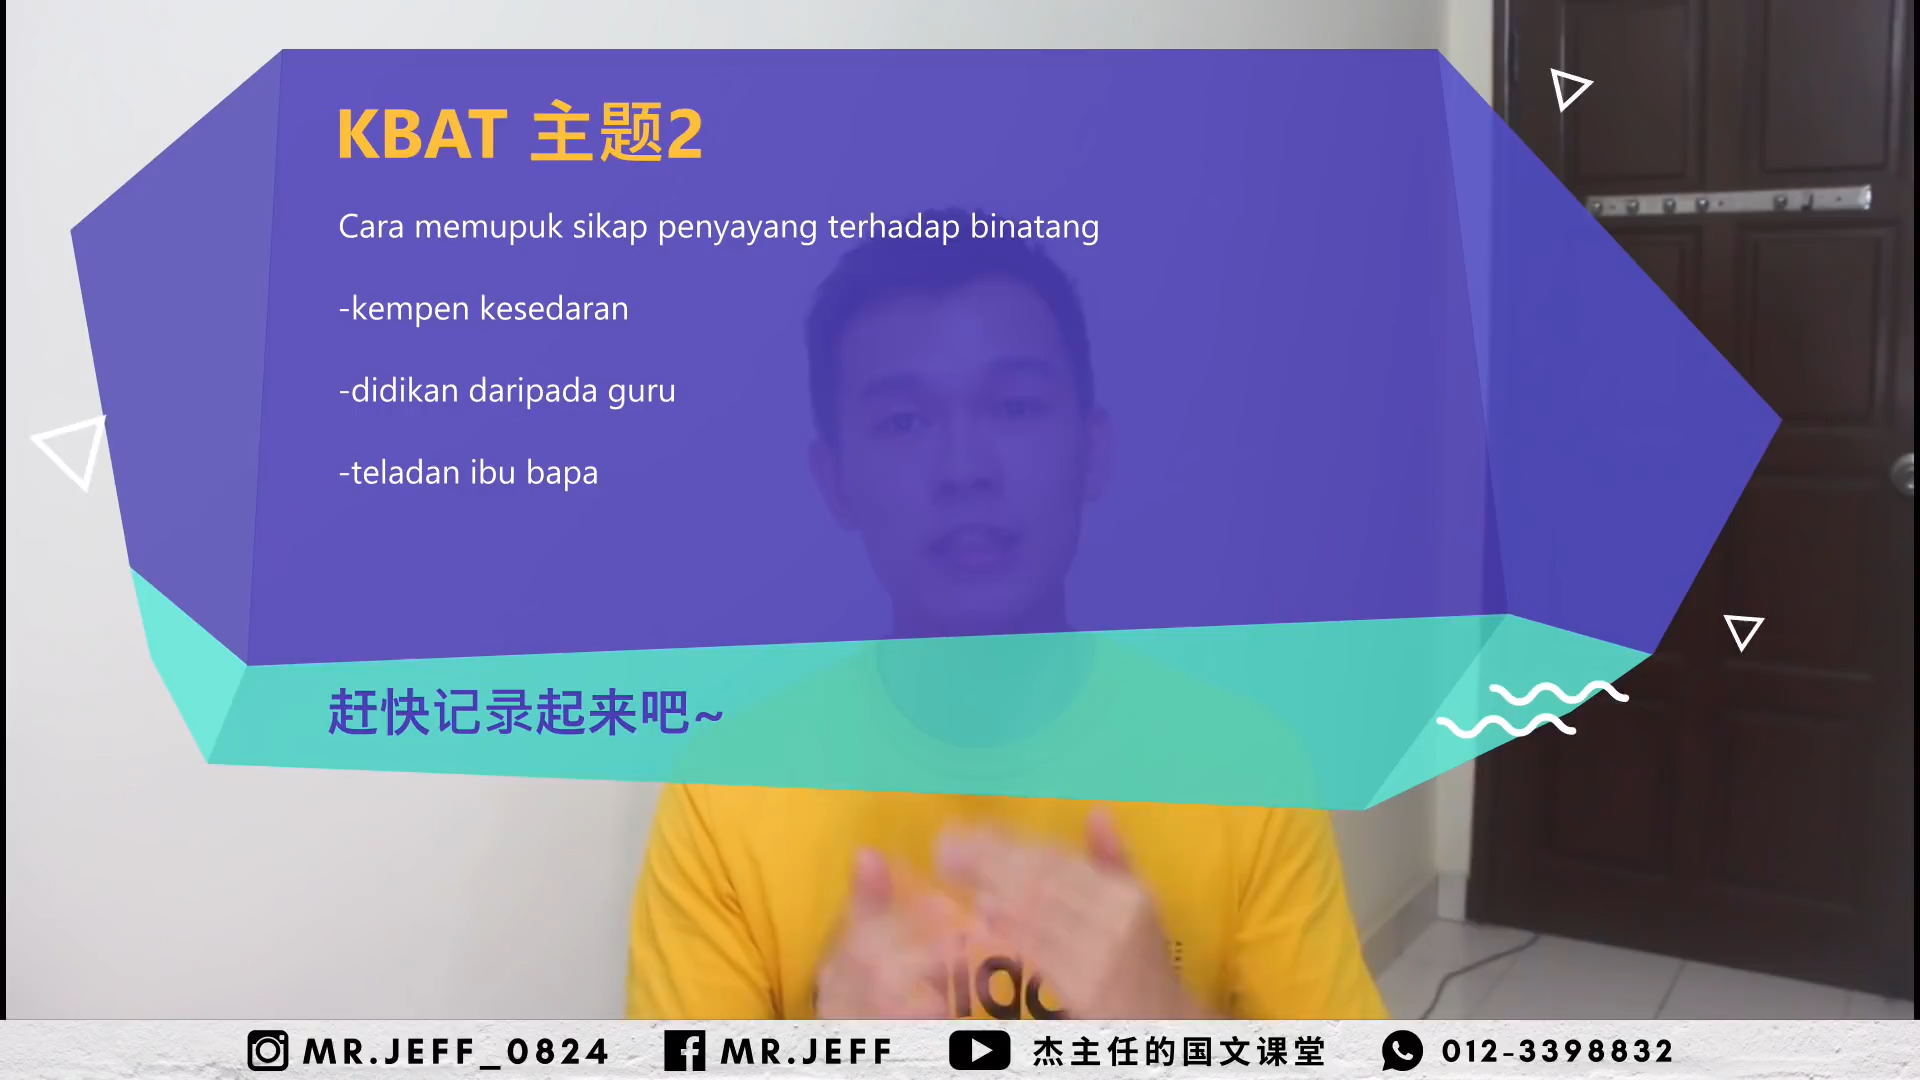 KBAT 主题2
Cara memupuk sikap penyayang terhadap binatang
-kempen kesedaran
-didikan daripada guru
-teladan ibu bapa
赶快记录起来吧~
MR.JEFF_0824 MR.JEFF 杰主任的国文课堂 012-3398832